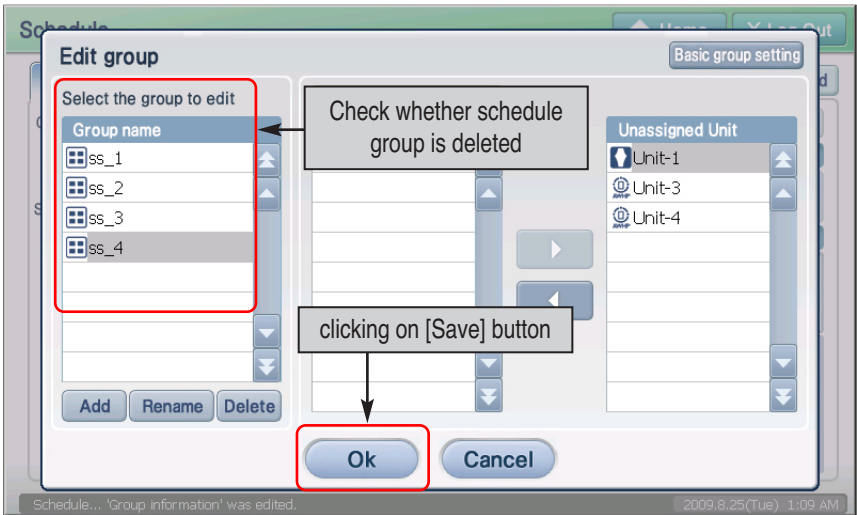 Schedule
Home
X Log Out
Edit group
Basic group setting
Select the group to edit
Group name
ss_1
ss_2
ss_3
ss_4
Check whether schedule
group is deleted
Unassigned Unit
Unit-1
Unit-3
Unit-4
clicking on [Save] button
Add
Rename
Delete
Ok
Cancel
Schedule... 'Group information' was edited.
2009.8.25(Tue) 1:09 AM